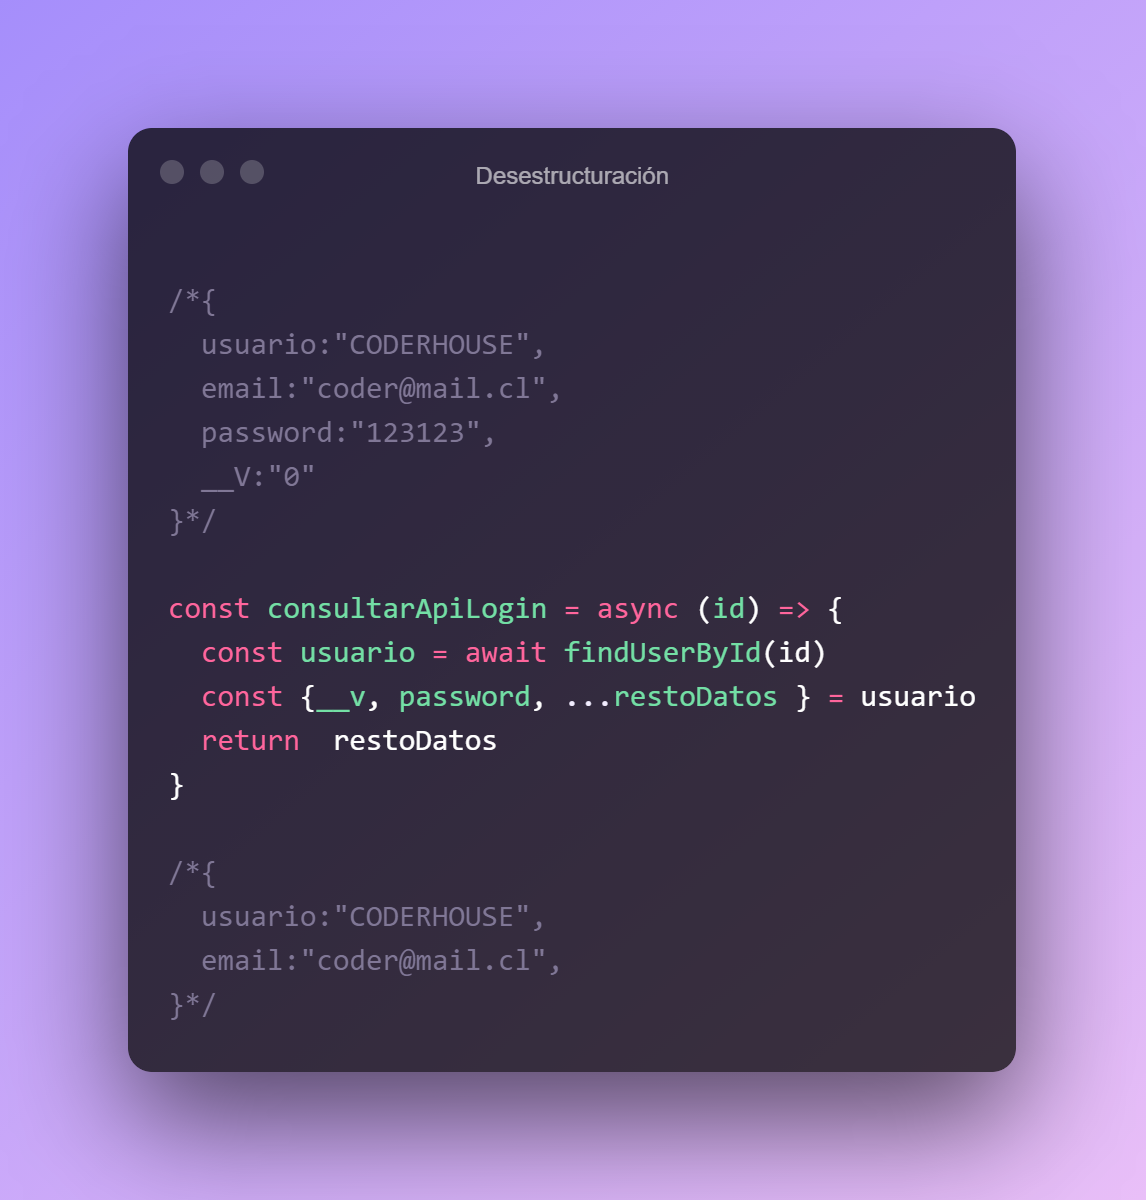 Desestructuración
/*{
  usuario:"CODERHOUSE",
  email:"coder@mail.cl",
  password:"123123",
  __V:"0"
}*/
const consultarApiLogin = async (id) => {
  const usuario = await findUserById(id)
  const {__v, password, ...restoDatos } = usuario
  return  restoDatos
}
/*{
  usuario:"CODERHOUSE",
  email:"coder@mail.cl",
}*/